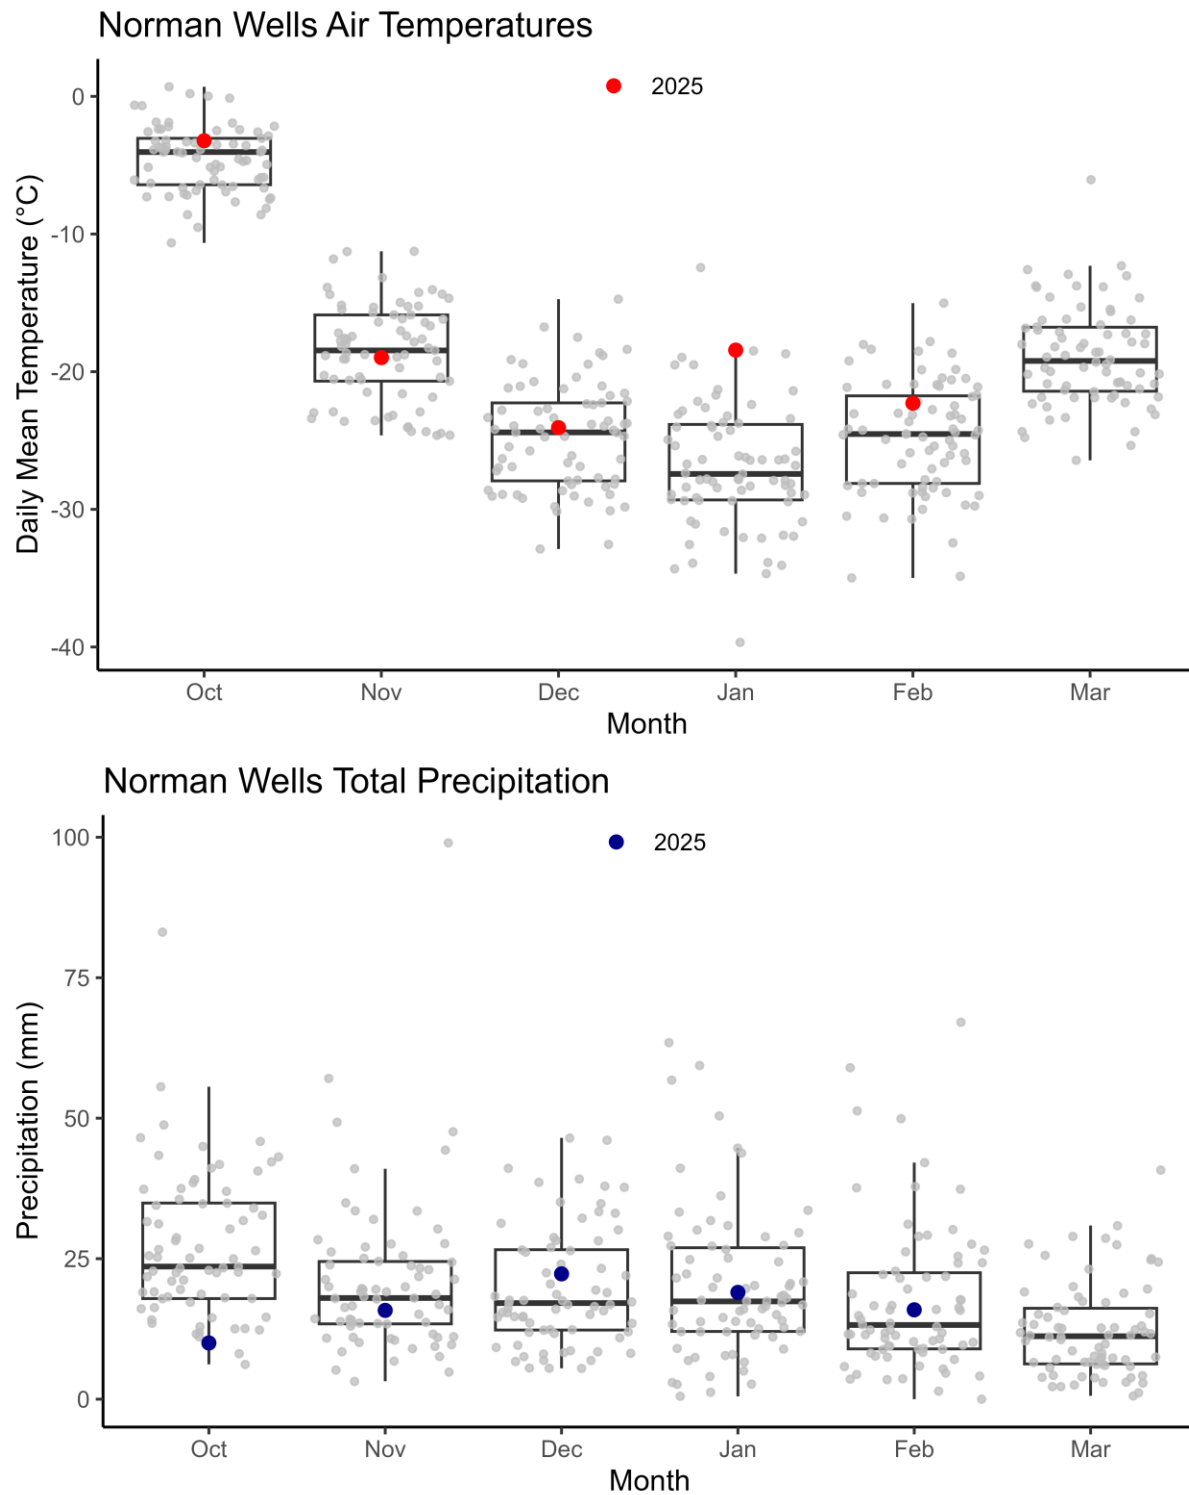 Norman Wells Air Temperatures
2025
Daily Mean Temperature (°C)
0
-10
-20
-30
-40
Oct Nov Dec Jan Feb Mar
Month
Norman Wells Total Precipitation
2025
Precipitation (mm)
100
75
50
25
0
Oct Nov Dec Jan Feb Mar
Month